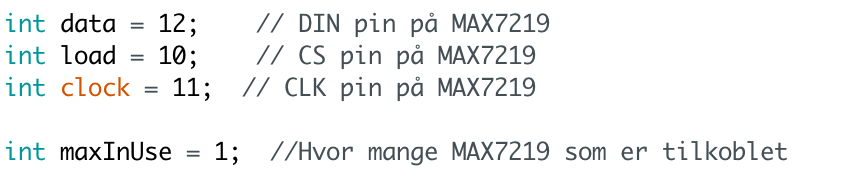 int data = 12;    // DIN pin på MAX7219
int load = 10;    // CS pin på MAX7219
int clock = 11;  // CLK pin på MAX7219
int maxInUse = 1;  //Hvor mange MAX7219 som er tilkoblet